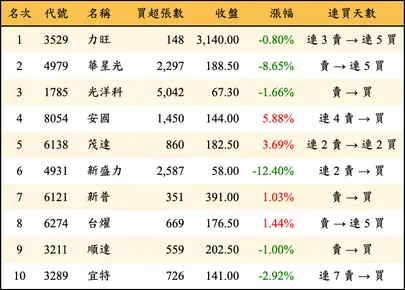 名次 代號 名稱 買超張數 收盤 漲幅 連買天數
1 3529 力旺 148 3,140.00 -0.80% 連 3 賣 → 連 5 買
2 4979 華星光 2,297 188.50 -8.65% 賣 → 連 5 買
3 1785 光洋科 5,042 67.30 -1.66% 賣 → 買
4 8054 安國 1,450 144.00 5.88% 連 4 賣 → 買
5 6138 茂達 860 182.50 3.69% 連 2 賣 → 連 2 買
6 4931 新盛力 2,587 58.00 -12.40% 連 2 賣 → 買
7 6121 新普 351 391.00 1.03% 賣 → 買
8 6274 台燿 669 176.50 1.44% 賣 → 連 5 買
9 3211 順達 559 202.50 -1.00% 賣 → 買
10 3289 宜特 726 141.00 -2.92% 連 7 賣 → 買